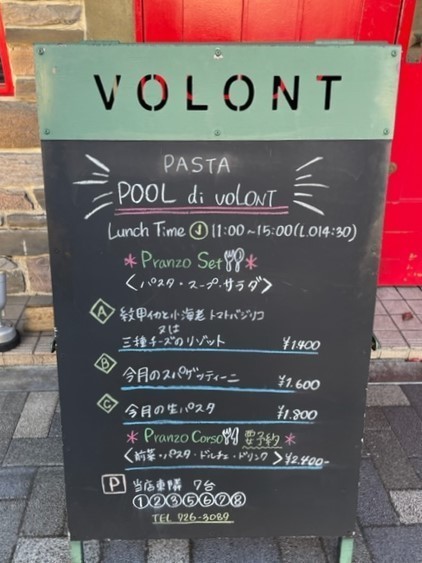 VOLONT
PASTA
POOL di VOLONT
Lunch Time 11:00~15:00(L.O14:30)
*Pranzo Set*
<パスタ・スープ・サラダ>
A 紋甲イカと小海老 トマトバジリコ
又は
三種チーズのリゾット ¥1400
B 今月のスパゲッティーニ ¥1.600
C 今月の生パスタ ¥1.800
*Pranzo Corso 要予約*
<前菜・パスタ・ドルチェ・ドリンク> ¥2.400-
P 当店東隣 7台
①②③⑤⑥⑦⑧
TEL 726-3089